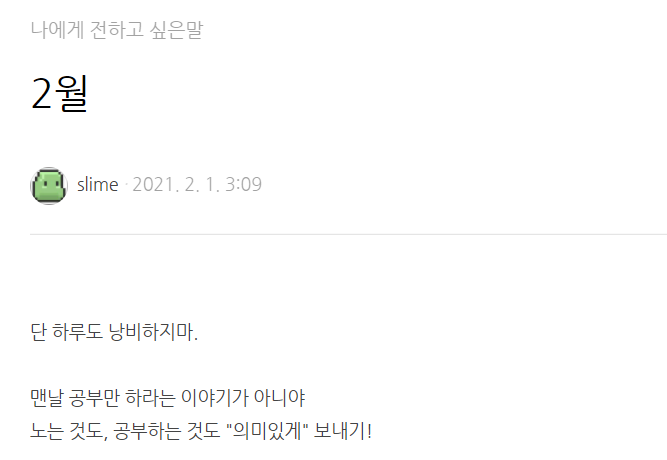 나에게 전하고 싶은말
2월
slime · 2021. 2. 1. 3:09
단 하루도 낭비하지마.
맨날 공부만 하라는 이야기가 아니야
노는 것도, 공부하는 것도 "의미있게" 보내기!